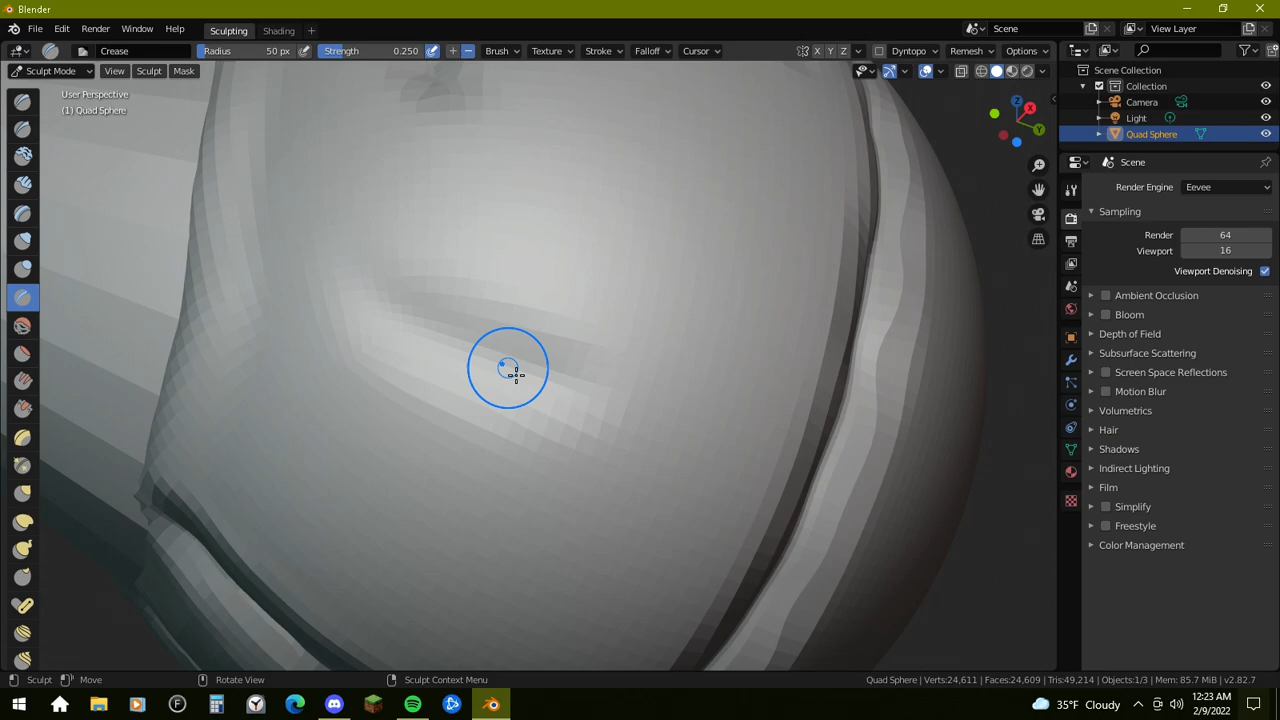 Blender
File Edit Render Window Help Sculpting Shading + Scene View Layer
Crease Radius 50 px Strength 0.250 Brush Texture Stroke Falloff Cursor X Y Z Dyntopo Remesh Options
Sculpt Mode View Sculpt Mask
User Perspective
(1) Quad Sphere
Z
X
Y
Scene Collection
Collection
Camera
Light
Quad Sphere
Scene
Render Engine Eevee
Sampling
Render 64
Viewport 16
Viewport Denoising
Ambient Occlusion
Bloom
Depth of Field
Subsurface Scattering
Screen Space Reflections
Motion Blur
Volumetrics
Hair
Shadows
Indirect Lighting
Film
Simplify
Freestyle
Color Management
Sculpt Move Rotate View Sculpt Context Menu Quad Sphere | Verts:24,611 | Faces:24,609 | Tris:49,214 | Objects:1/3 | Mem: 85.7 MiB | v2.82.7
F 35°F Cloudy 12:23 AM
2/9/2022